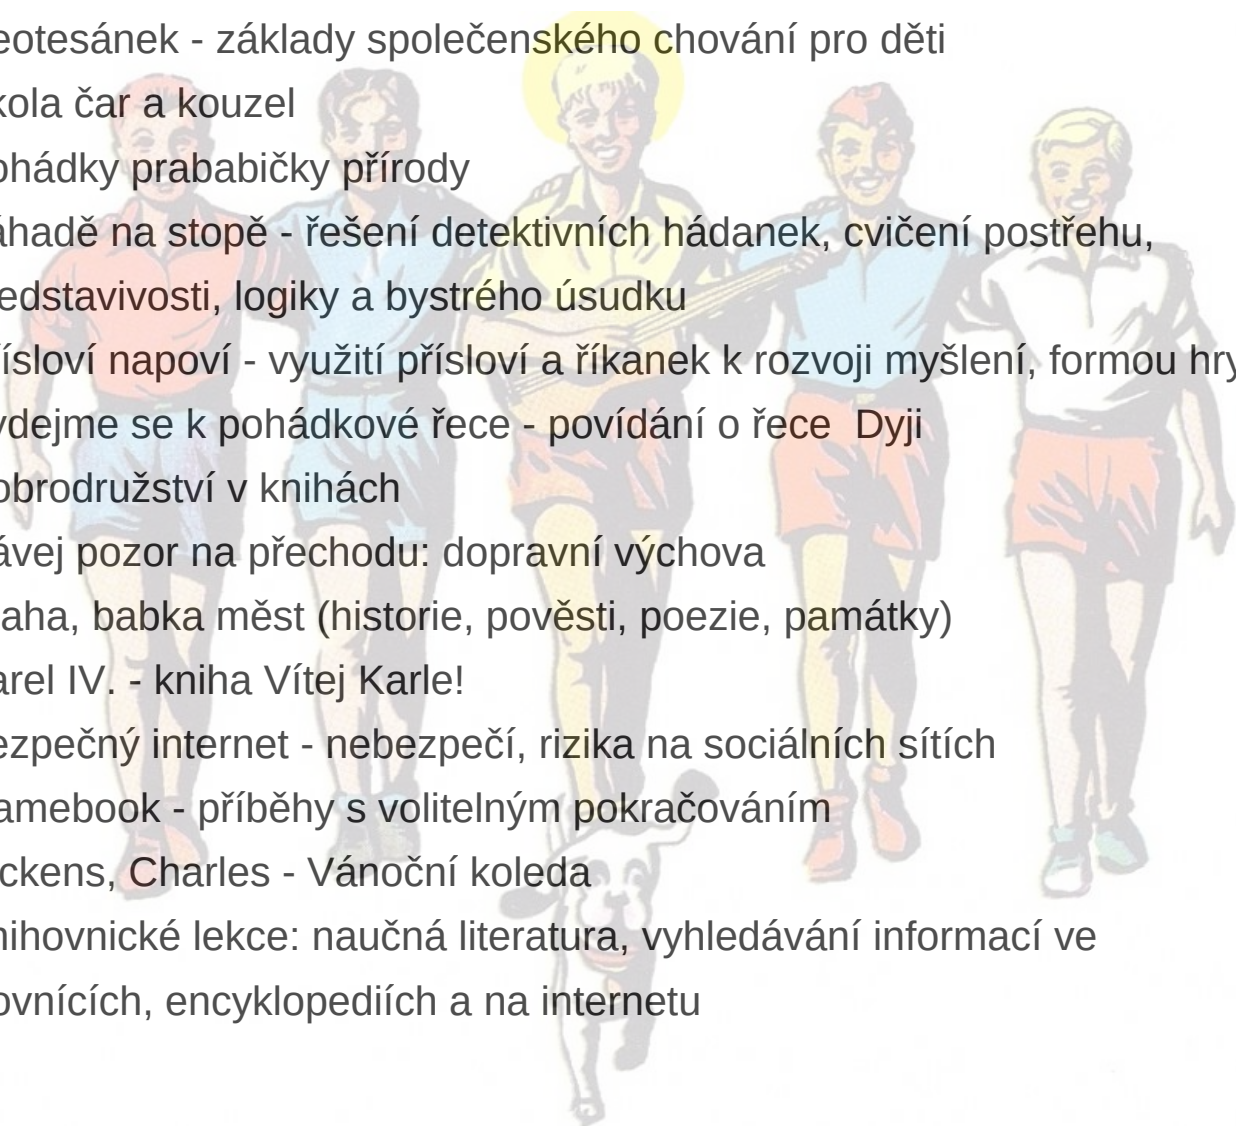 eotesánek - základy společenského chování pro děti
kola čar a kouzel
ohádky prababičky přírody
áhadě na stopě - řešení detektivních hádanek, cvičení postřehu,
edstavivosti, logiky a bystrého úsudku
ísloví napoví - využití přísloví a říkanek k rozvoji myšlení, formou hry
ydejme se k pohádkové řece - povídání o řece  Dyji
obrodružství v knihách
ávej pozor na přechodu: dopravní výchova
aha, babka měst (historie, pověsti, poezie, památky)
arel IV. - kniha Vítej Karle!
ezpečný internet - nebezpečí, rizika na sociálních sítích
amebook - příběhy s volitelným pokračováním
ckens, Charles - Vánoční koleda
nihovnické lekce: naučná literatura, vyhledávání informací ve
ovnících, encyklopediích a na internetu